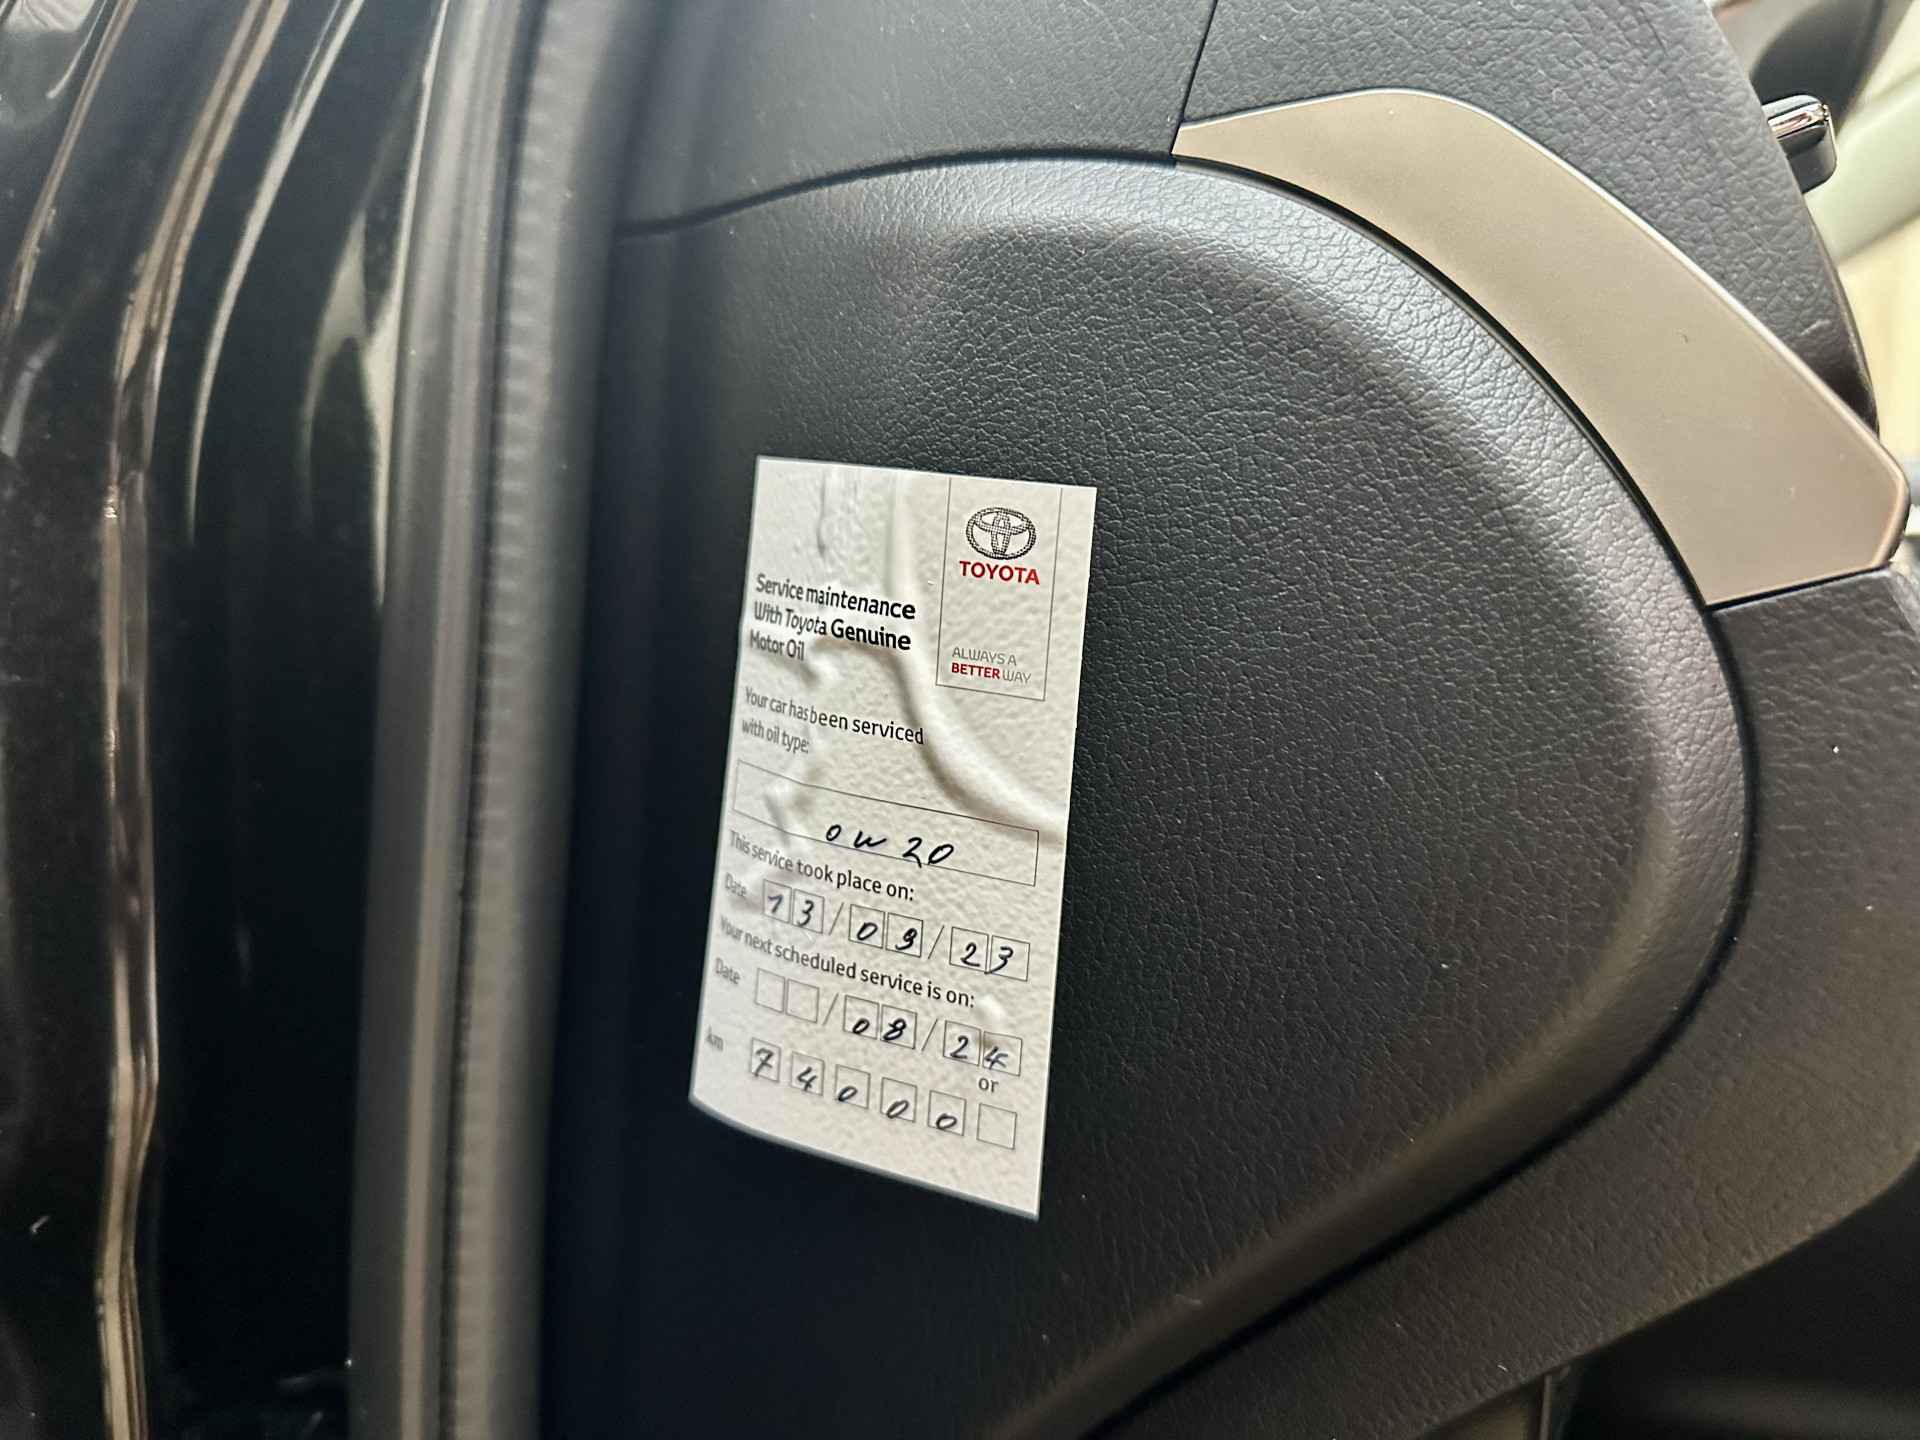 TOYOTA
Service maintenance
With Toyota Genuine
Motor Oil
ALWAYS A
BETTER WAY
Your car has been serviced
with oil type:
0 w 20
This service took place on:
Date 13/09/23
Your next scheduled service is on:
Date /08/24
or
km 74000